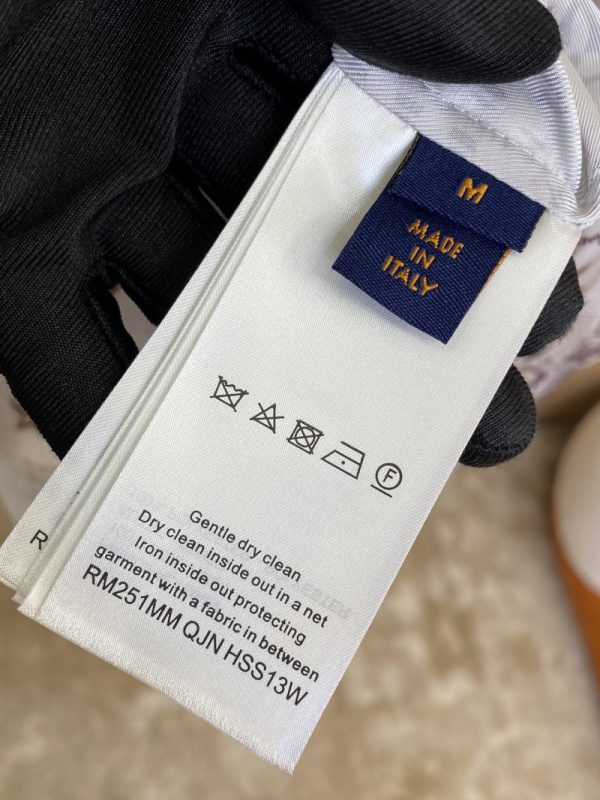 M
MADE
IN
ITALY
F
Gentle dry clean
Dry clean inside out in a net
Iron inside out protecting
garment with a fabric in between
RM251MM QJN HSS13W
R